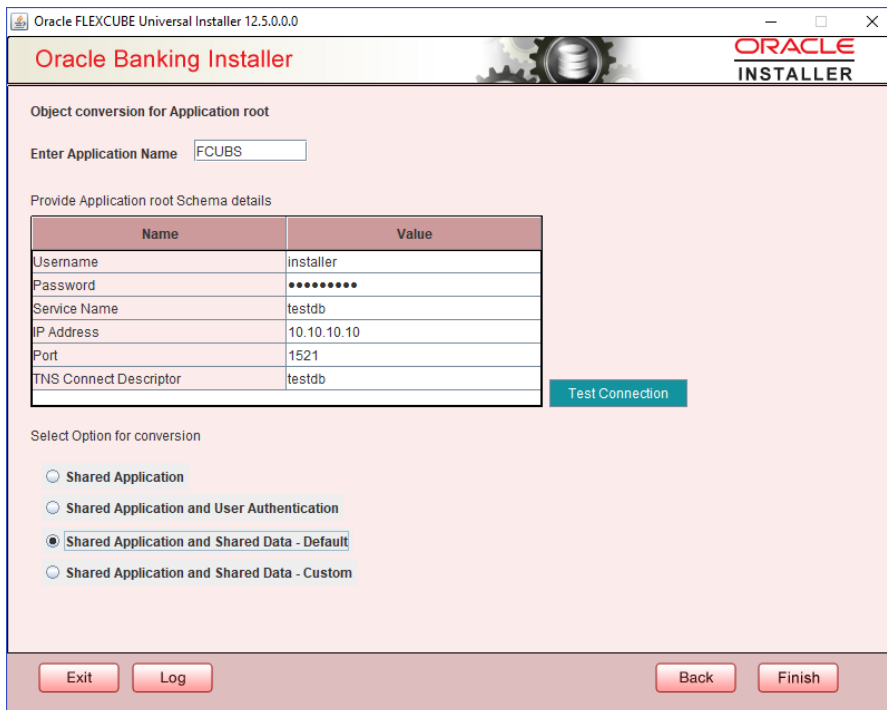 Oracle FLEXCUBE Universal Installer 12.5.0.0.0
Oracle Banking Installer
ORACLE
INSTALLER
Object conversion for Application root
Enter Application Name FCUBS
Provide Application root Schema details
Name Value
Username installer
Password •••••••••
Service Name testdb
IP Address 10.10.10.10
Port 1521
TNS Connect Descriptor testdb
Test Connection
Select Option for conversion
Shared Application
Shared Application and User Authentication
Shared Application and Shared Data - Default
Shared Application and Shared Data - Custom
Exit Log Back Finish